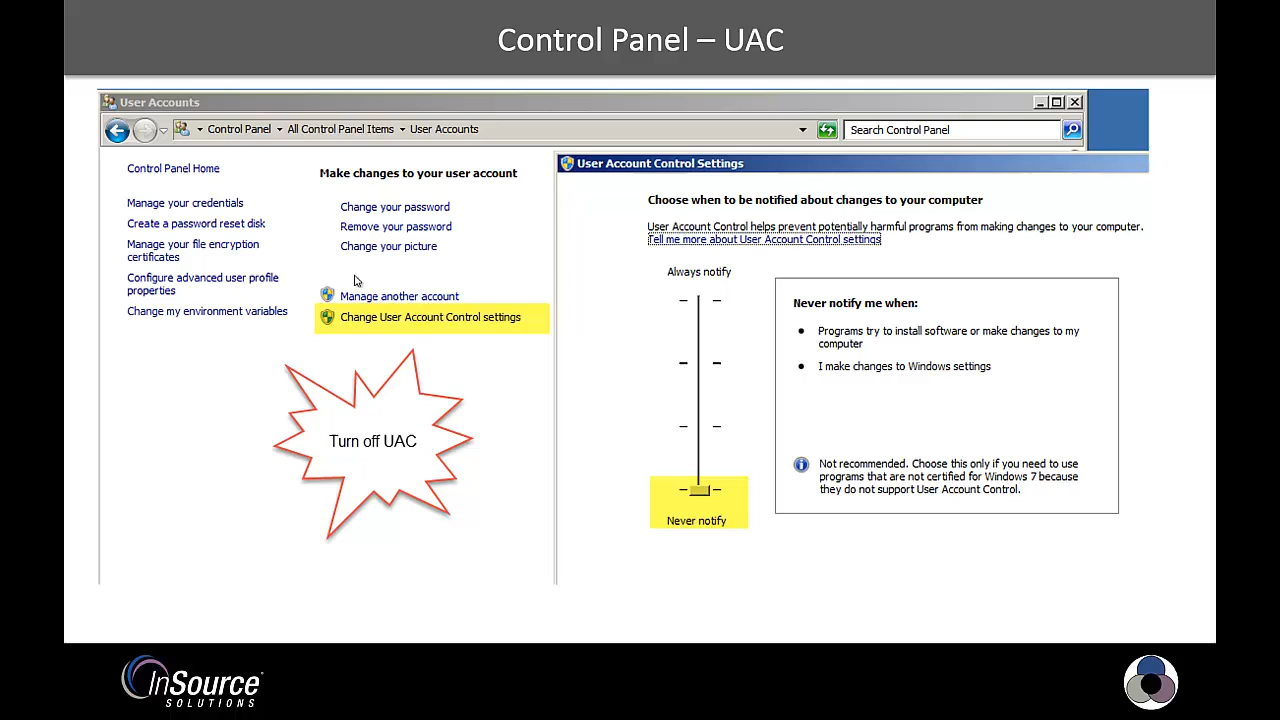 Control Panel – UAC
User Accounts
Control Panel
All Control Panel Items
User Accounts
Search Control Panel
Control Panel Home
Manage your credentials
Create a password reset disk
Manage your file encryption
certificates
Configure advanced user profile
properties
Change my environment variables
Make changes to your user account
Change your password
Remove your password
Change your picture
Manage another account
Change User Account Control settings
Turn off UAC
User Account Control Settings
Choose when to be notified about changes to your computer
User Account Control helps prevent potentially harmful programs from making changes to your computer.
Tell me more about User Account Control settings
Always notify
Never notify
Never notify me when:
Programs try to install software or make changes to my
computer
I make changes to Windows settings
Not recommended. Choose this only if you need to use
programs that are not certified for Windows 7 because
they do not support User Account Control.
InSource
SOLUTIONS